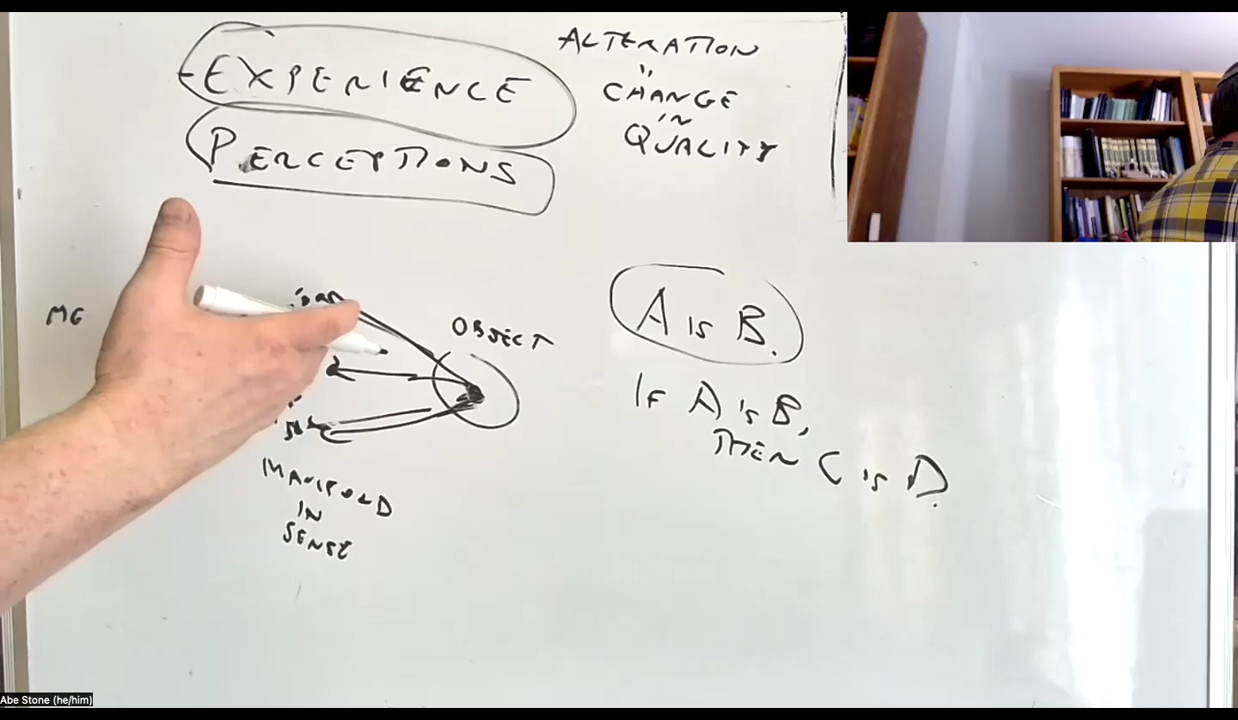 EXPERIENCE
PERCEPTIONS
ALTERATION
"
CHANGE
IN
QUALITY
MG
OBJECT
MANIFOLD
IN
SENSE
A is B.
If A is B,
THEN C is D.
Abe Stone (he/him)